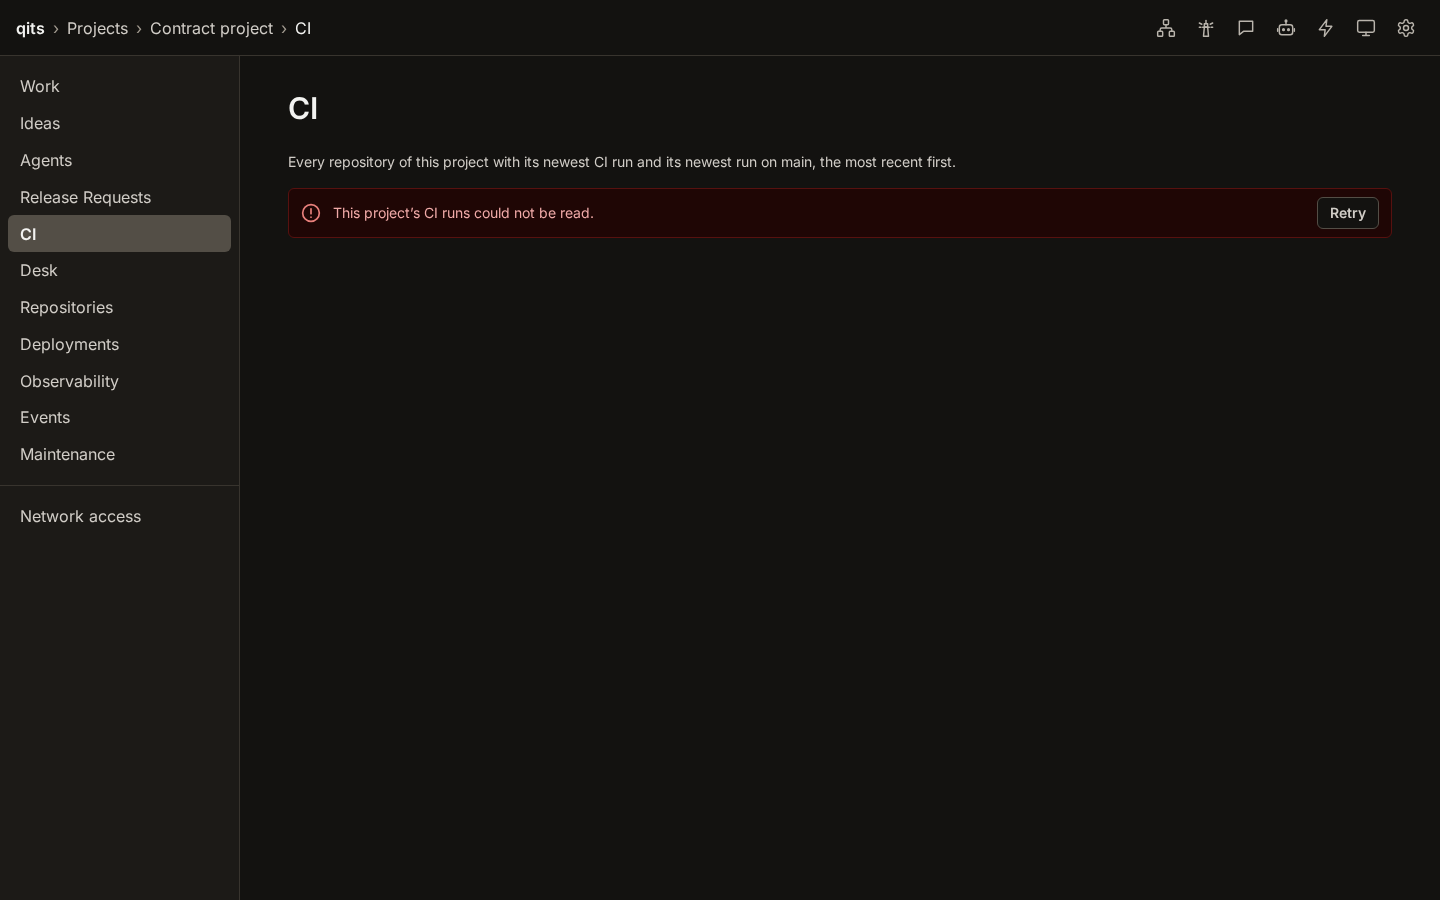 qits › Projects › Contract project › CI
Work
Ideas
Agents
Release Requests
CI
Desk
Repositories
Deployments
Observability
Events
Maintenance
Network access
CI
Every repository of this project with its newest CI run and its newest run on main, the most recent first.
This project’s CI runs could not be read.
Retry